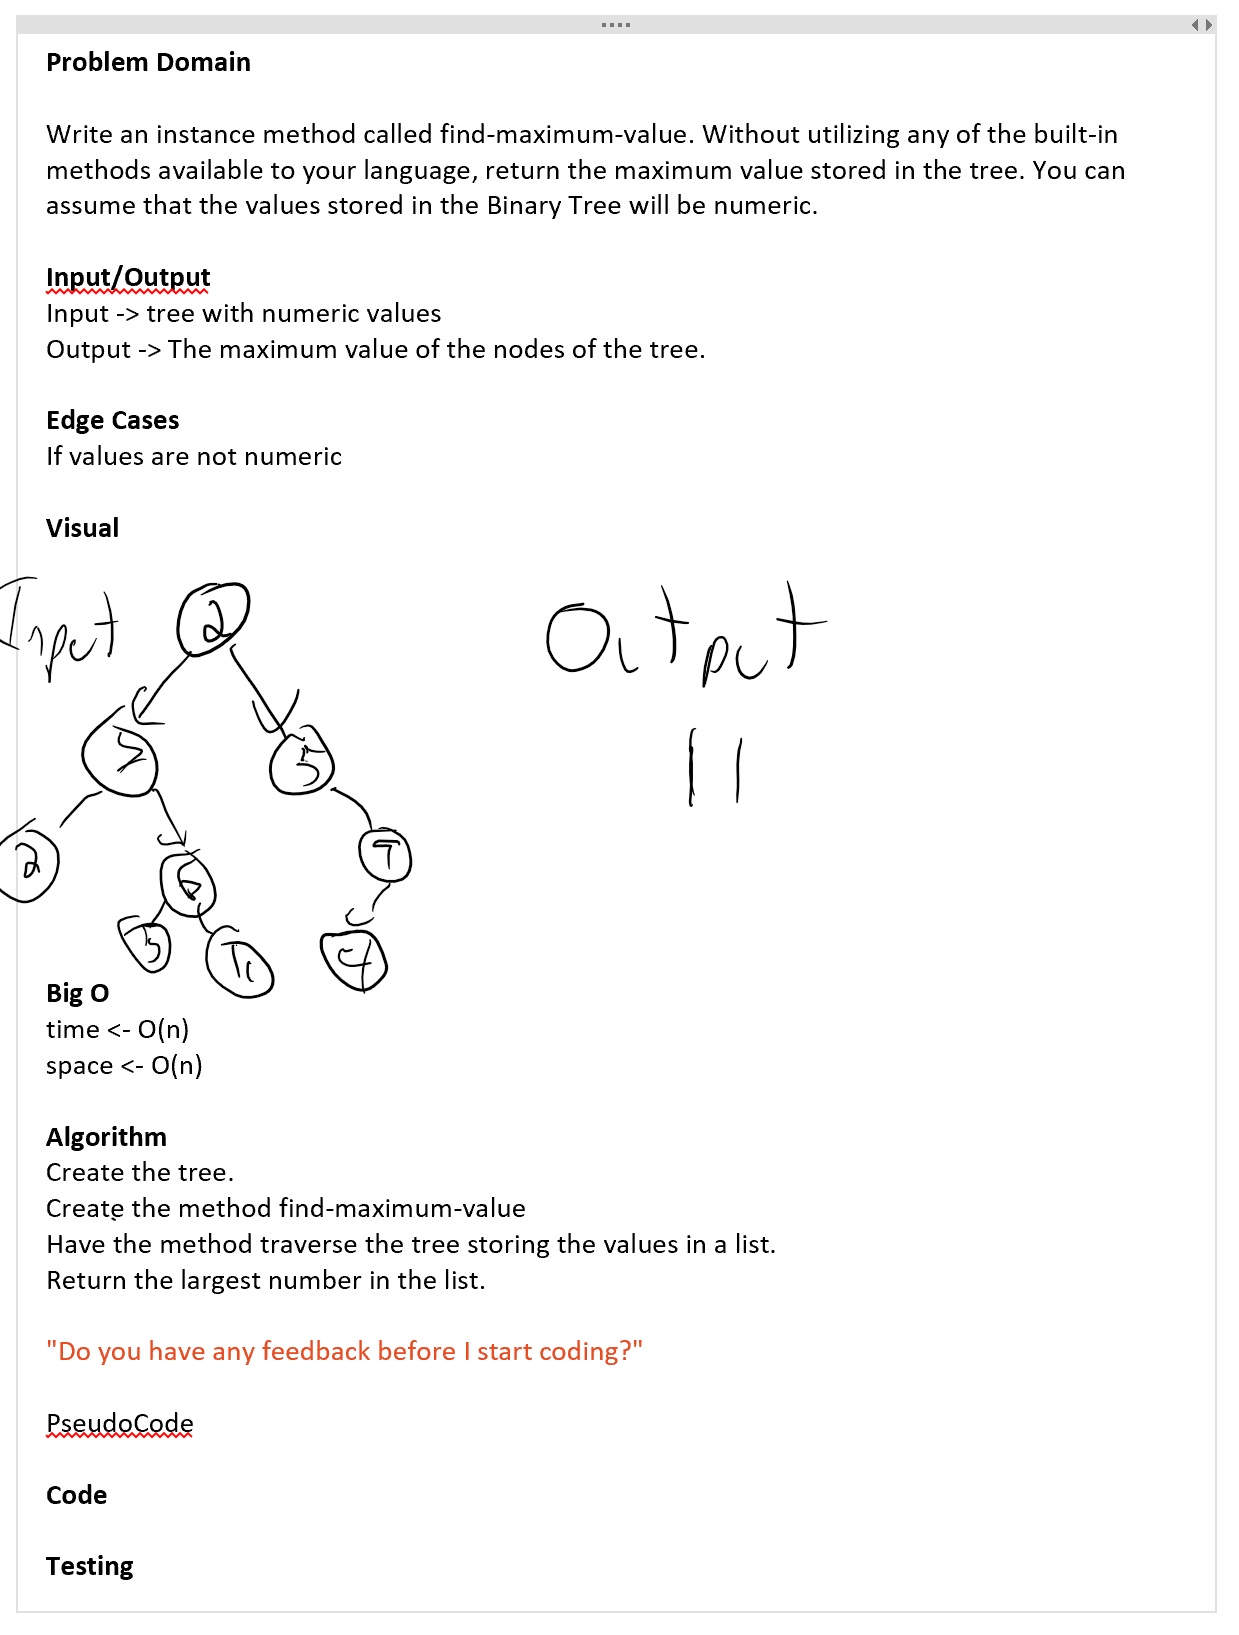 Problem Domain
Write an instance method called find-maximum-value. Without utilizing any of the built-in
methods available to your language, return the maximum value stored in the tree. You can
assume that the values stored in the Binary Tree will be numeric.
Input/Output
Input -> tree with numeric values
Output -> The maximum value of the nodes of the tree.
Edge Cases
If values are not numeric
Visual
Input
2
Output
5
11
2
4
Big O
time <- O(n)
space <- O(n)
Algorithm
Create the tree.
Create the method find-maximum-value
Have the method traverse the tree storing the values in a list.
Return the largest number in the list.
"Do you have any feedback before I start coding?"
PseudoCode
Code
Testing